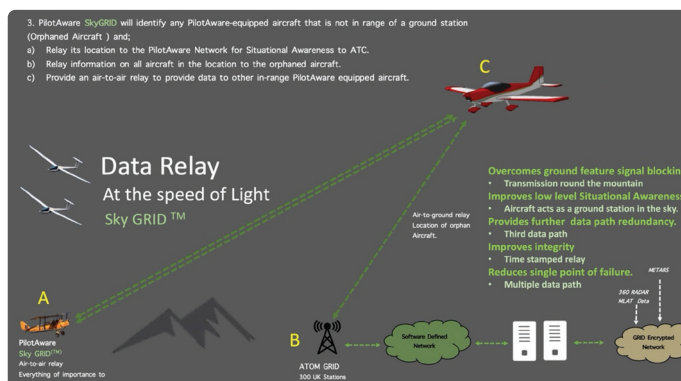 3. PilotAware SkyGRID will identify any PilotAware-equipped aircraft that is not in range of a ground station
(Orphaned Aircraft ) and;
a) Relay its location to the PilotAware Network for Situational Awareness to ATC.
b) Relay information on all aircraft in the location to the orphaned aircraft.
c) Provide an air-to-air relay to provide data to other in-range PilotAware equipped aircraft.
C
Data Relay
At the speed of Light
Sky GRID TM
Overcomes ground feature signal blockin
• Transmission round the mountain
Improves low level Situational Awareness
• Aircraft acts as a ground station in the sky.
Provides further data path redundancy.
• Third data path
Improves integrity
• Time stamped relay
Reduces single point of failure.
• Multiple data path
Air-to-ground relay
Location of orphan
Aircraft.
METARS
360 RADAR
MLAT Data
A
PilotAware
Sky GRID(TM)
Air-to-air relay
Everything of importance to
B
ATOM GRID
300 UK Stations
Software Defined
Network
GRID Encrypted
Network